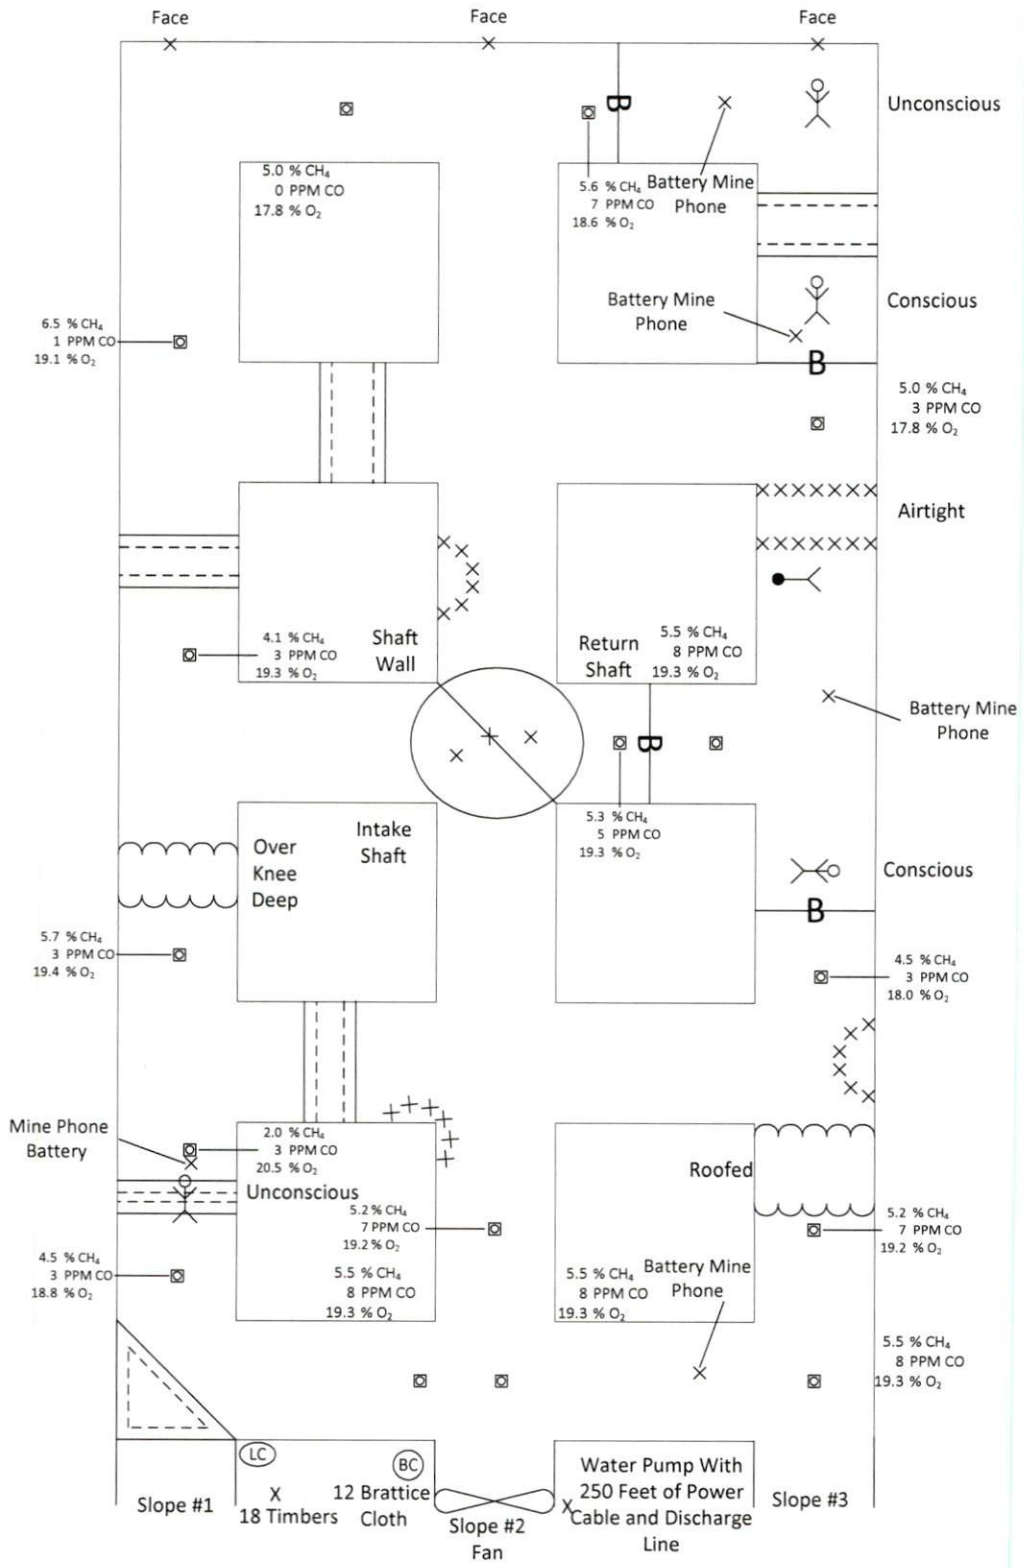 Face
Face
Face
Unconscious
B
5.0 % CH₄
0 PPM CO
17.8 % O₂
5.6 % CH₄
7 PPM CO
18.6 % O₂
Battery Mine
Phone
Battery Mine
Phone
Conscious
6.5 % CH₄
1 PPM CO
19.1 % O₂
B
5.0 % CH₄
3 PPM CO
17.8 % O₂
Airtight
4.1 % CH₄
3 PPM CO
19.3 % O₂
Shaft
Wall
Return
Shaft
5.5 % CH₄
8 PPM CO
19.3 % O₂
Battery Mine
Phone
B
5.3 % CH₄
5 PPM CO
19.3 % O₂
Over
Knee
Deep
Intake
Shaft
Conscious
B
5.7 % CH₄
3 PPM CO
19.4 % O₂
4.5 % CH₄
3 PPM CO
18.0 % O₂
Mine Phone
Battery
2.0 % CH₄
3 PPM CO
20.5 % O₂
Unconscious
Roofed
5.2 % CH₄
7 PPM CO
19.2 % O₂
5.2 % CH₄
7 PPM CO
19.2 % O₂
4.5 % CH₄
3 PPM CO
18.8 % O₂
5.5 % CH₄
8 PPM CO
19.3 % O₂
5.5 % CH₄
8 PPM CO
19.3 % O₂
Battery Mine
Phone
5.5 % CH₄
8 PPM CO
19.3 % O₂
LC
BC
Slope #1
X
18 Timbers
12 Brattice
Cloth
Slope #2
Fan
X
Water Pump With
250 Feet of Power
Cable and Discharge
Line
Slope #3